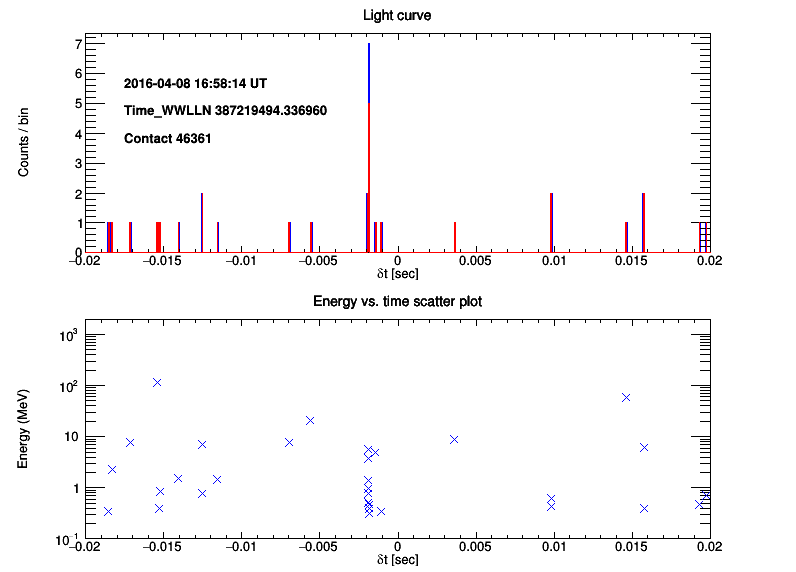 Light curve
Counts / bin
7
6
5
4
3
2
1
0
2016-04-08 16:58:14 UT
Time_WWLLN 387219494.336960
Contact 46361
−0.02 −0.015 −0.01 −0.005 0 0.005 0.01 0.015 0.02
δt [sec]
Energy vs. time scatter plot
Energy (MeV)
10³
10²
10
1
10⁻¹
−0.02 −0.015 −0.01 −0.005 0 0.005 0.01 0.015 0.02
δt [sec]